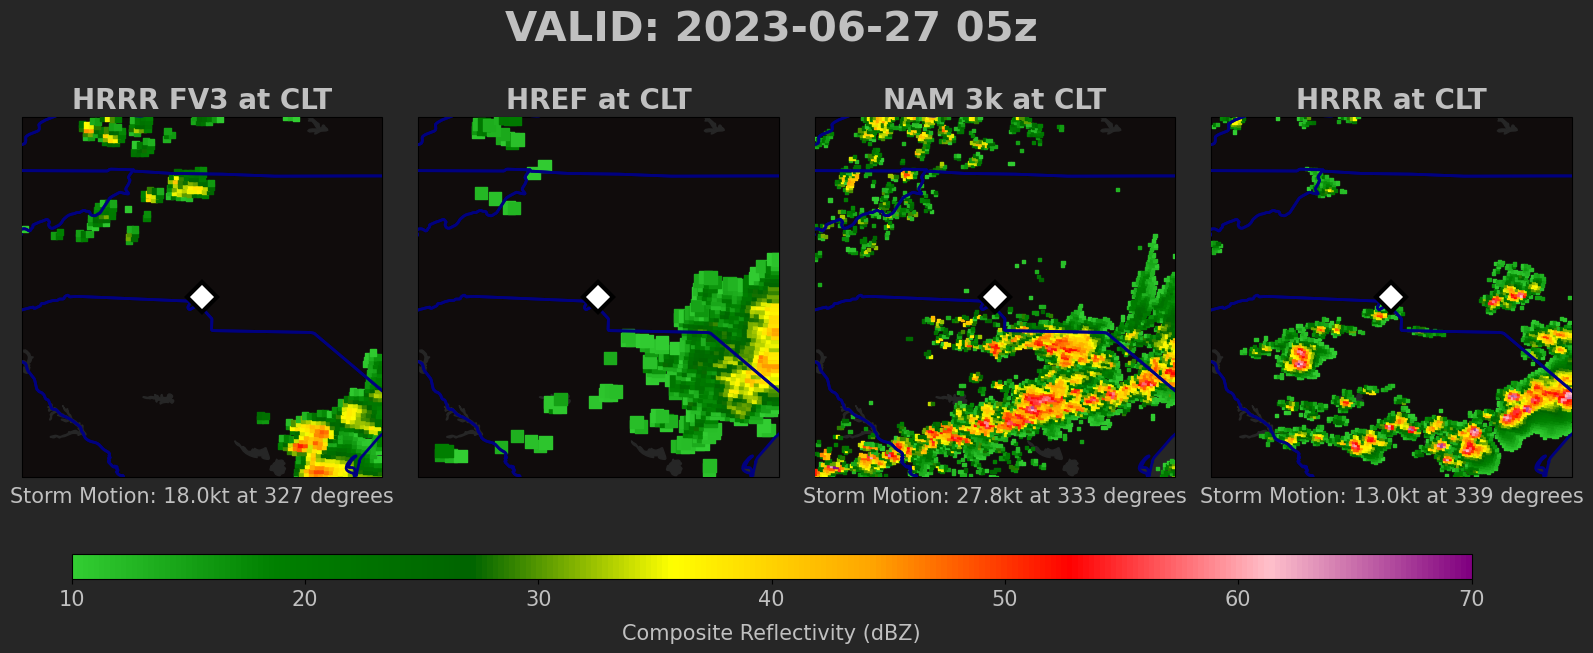 VALID: 2023-06-27 05z
HRRR FV3 at CLT
HREF at CLT
NAM 3k at CLT
HRRR at CLT
Storm Motion: 18.0kt at 327 degrees
Storm Motion: 27.8kt at 333 degrees
Storm Motion: 13.0kt at 339 degrees
10 20 30 40 50 60 70
Composite Reflectivity (dBZ)